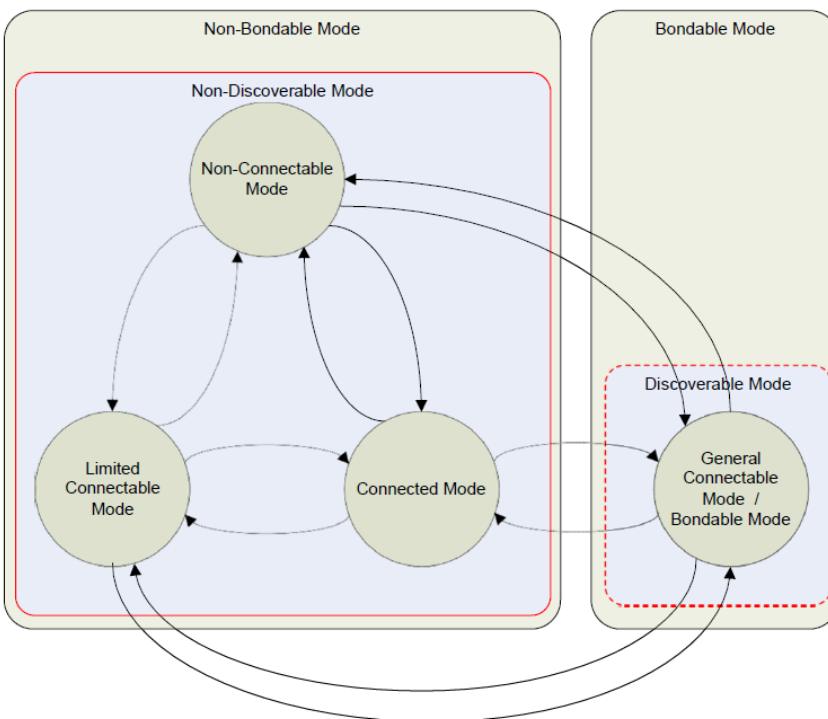 Non-Bondable Mode
Bondable Mode
Non-Discoverable Mode
Non-Connectable
Mode
Discoverable Mode
Limited
Connectable
Mode
Connected Mode
General
Connectable
Mode /
Bondable Mode